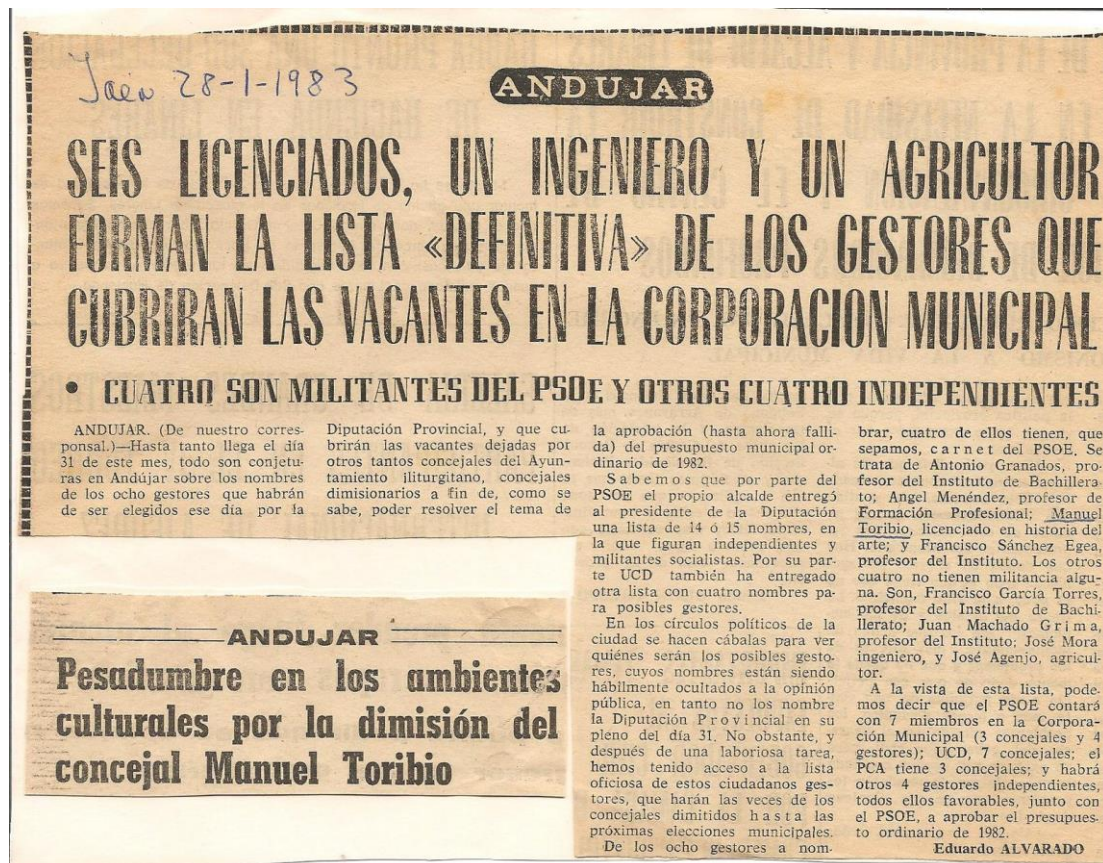 Jaén 28-1-1983
ANDUJAR
SEIS LICENCIADOS, UN INGENIERO Y UN AGRICULTOR
FORMAN LA LISTA «DEFINITIVA» DE LOS GESTORES QUE
CUBRIRAN LAS VACANTES EN LA CORPORACION MUNICIPAL
• CUATRO SON MILITANTES DEL PSOE Y OTROS CUATRO INDEPENDIENTES
ANDUJAR. (De nuestro corres-
ponsal.)—Hasta tanto llega el día
31 de este mes, todo son conjetu-
ras en Andújar sobre los nombres
de los ocho gestores que habrán
de ser elegidos ese día por la
Diputación Provincial, y que cu-
brirán las vacantes dejadas por
otros tantos concejales del Ayun-
tamiento iliturgitano, concejales
dimisionarios a fin de, como se
sabe, poder resolver el tema de
la aprobación (hasta ahora falli-
da) del presupuesto municipal or-
dinario de 1982.
Sabemos que por parte del
PSOE el propio alcalde entregó
al presidente de la Diputación
una lista de 14 ó 15 nombres, en
la que figuran independientes y
militantes socialistas. Por su par-
te UCD también ha entregado
otra lista con cuatro nombres pa-
ra posibles gestores.
En los círculos políticos de la
ciudad se hacen cábalas para ver
quiénes serán los posibles gesto-
res, cuyos nombres están siendo
hábilmente ocultados a la opinión
pública, en tanto no los nombre
la Diputación Provincial en su
pleno del día 31. No obstante, y
después de una laboriosa tarea,
hemos tenido acceso a la lista
oficiosa de estos ciudadanos ges-
tores, que harán las veces de los
concejales dimitidos hasta las
próximas elecciones municipales.
De los ocho gestores a nom-
brar, cuatro de ellos tienen, que
sepamos, carnet del PSOE. Se
trata de Antonio Granados, pro-
fesor del Instituto de Bachillera-
to; Angel Menéndez, profesor de
Formación Profesional; Manuel
Toribio, licenciado en historia del
arte; y Francisco Sánchez Egea,
profesor del Instituto. Los otros
cuatro no tienen militancia algu-
na. Son, Francisco García Torres,
profesor del Instituto de Bachi-
llerato; Juan Machado Grima,
profesor del Instituto; José Mora
ingeniero, y José Agenjo, agricul-
tor.
A la vista de esta lista, pode-
mos decir que el PSOE contará
con 7 miembros en la Corpora-
ción Municipal (3 concejales y 4
gestores); UCD, 7 concejales; el
PCA tiene 3 concejales; y habrá
otros 4 gestores independientes,
todos ellos favorables, junto con
el PSOE, a aprobar el presupues-
to ordinario de 1982.
Eduardo ALVARADO
ANDUJAR
Pesadumbre en los ambientes
culturales por la dimisión del
concejal Manuel Toribio